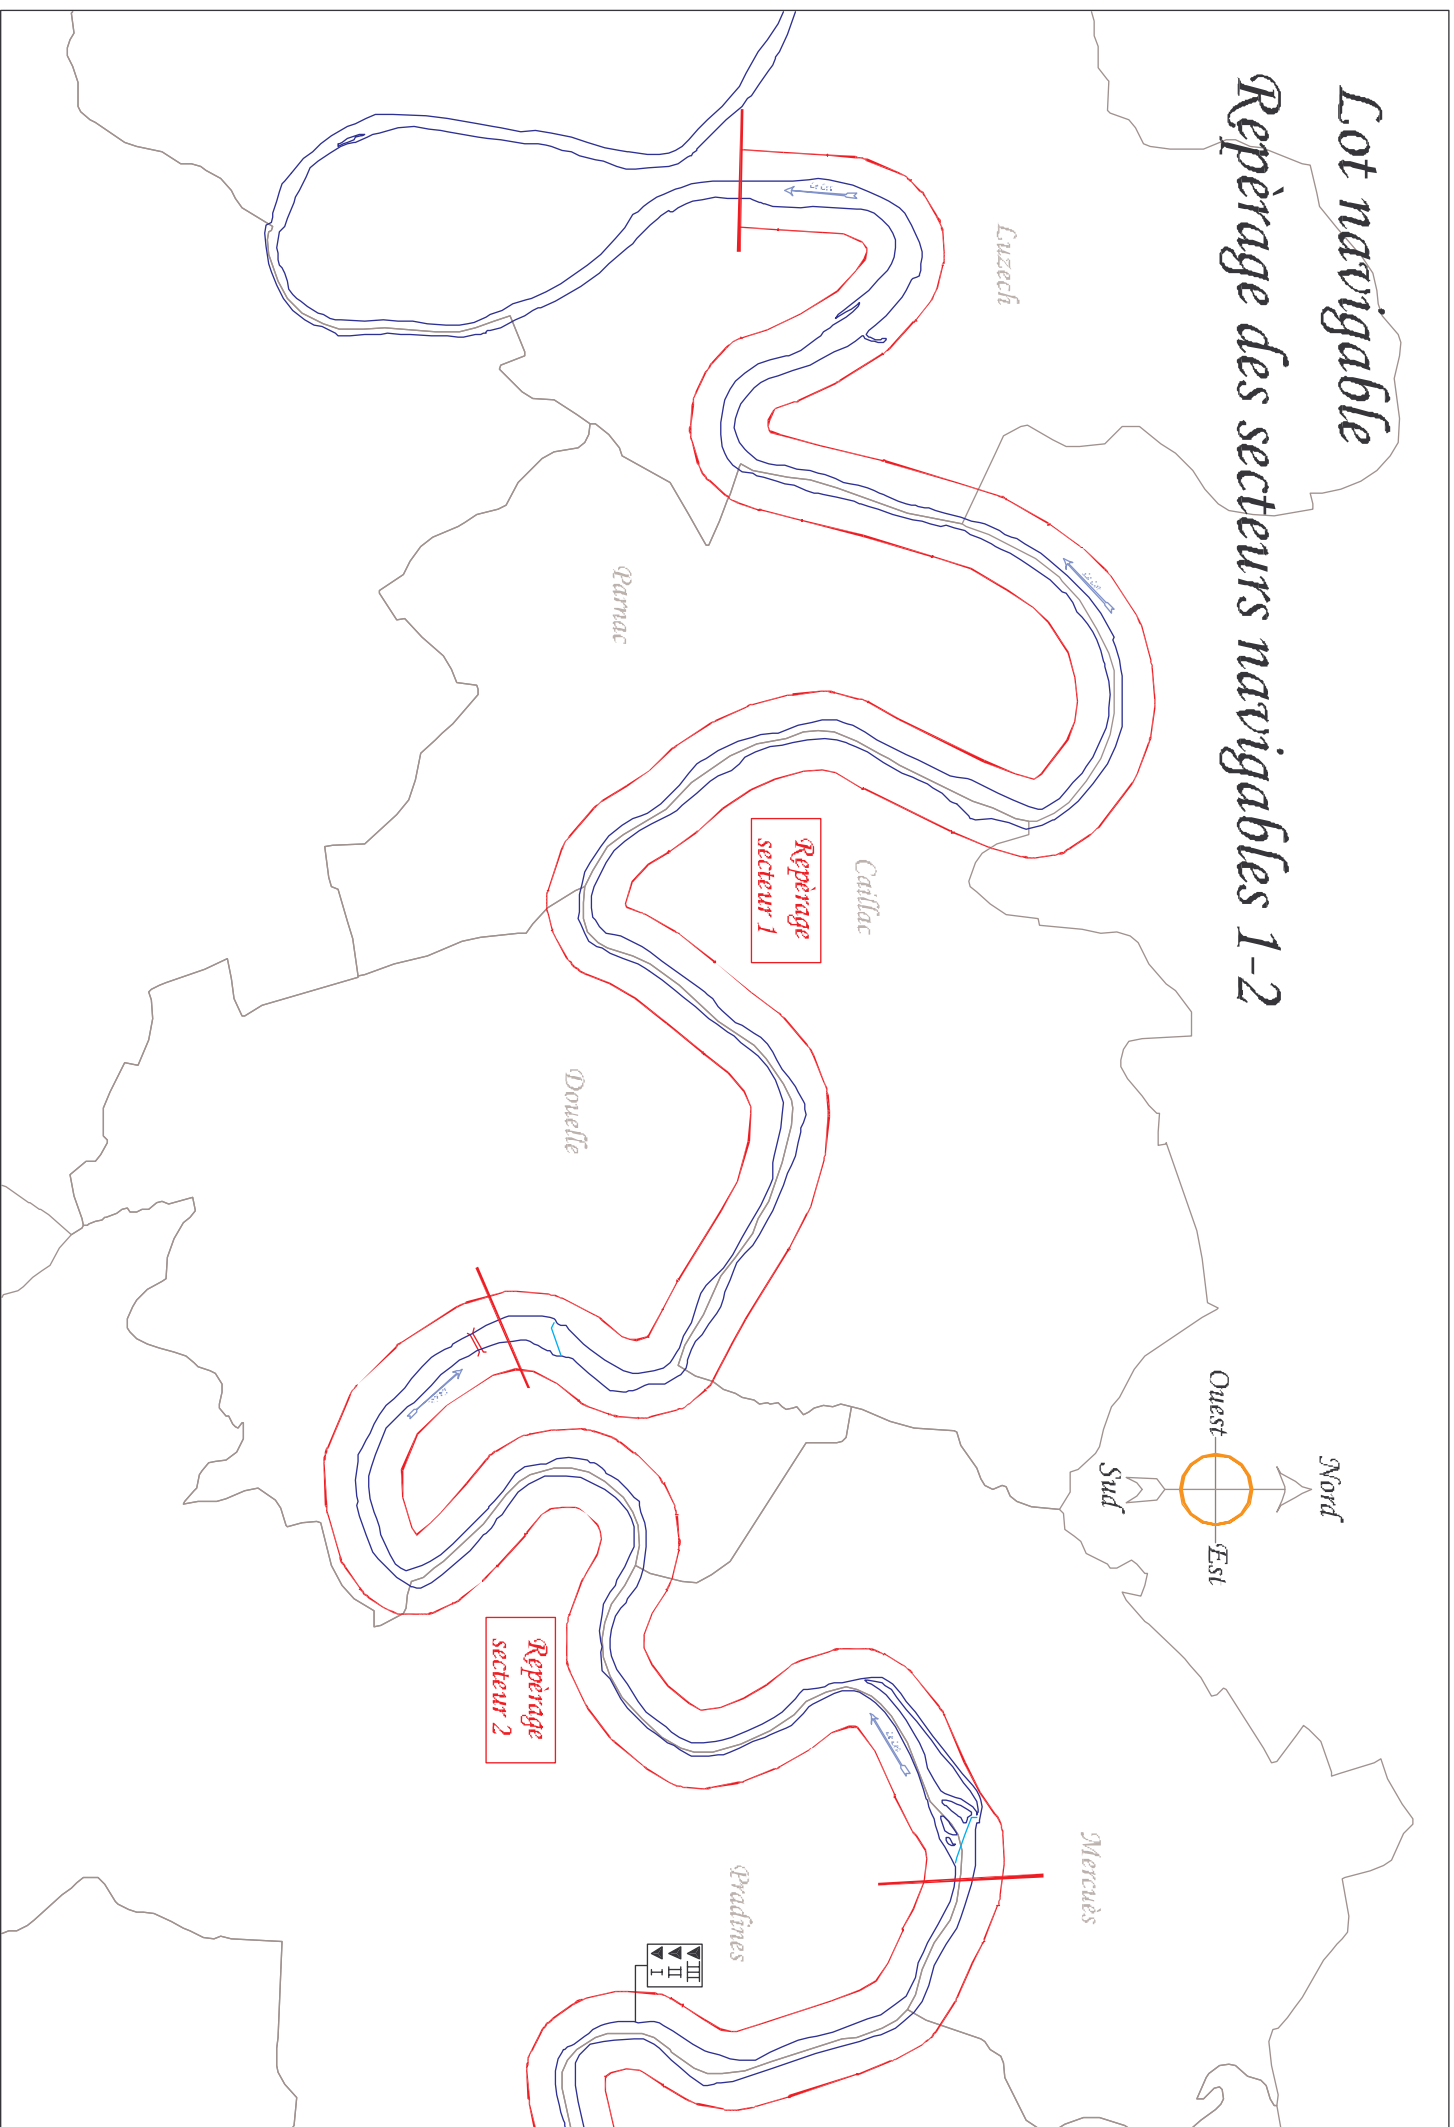 Lot navigable
Repèrage des secteurs navigables 1-2
Luzech
Parnac
Caillac
Repèrage
secteur 1
Douelle
Nord
Ouest
Est
Sud
Repèrage
secteur 2
Mercuès
Pradines
III
II
I